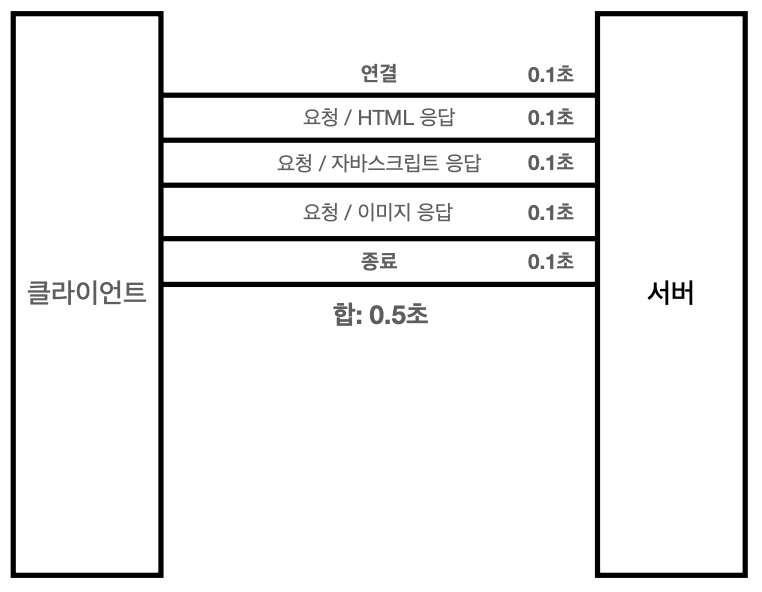 연결 0.1초
요청 / HTML 응답 0.1초
요청 / 자바스크립트 응답 0.1초
요청 / 이미지 응답 0.1초
종료 0.1초
클라이언트
서버
합: 0.5초